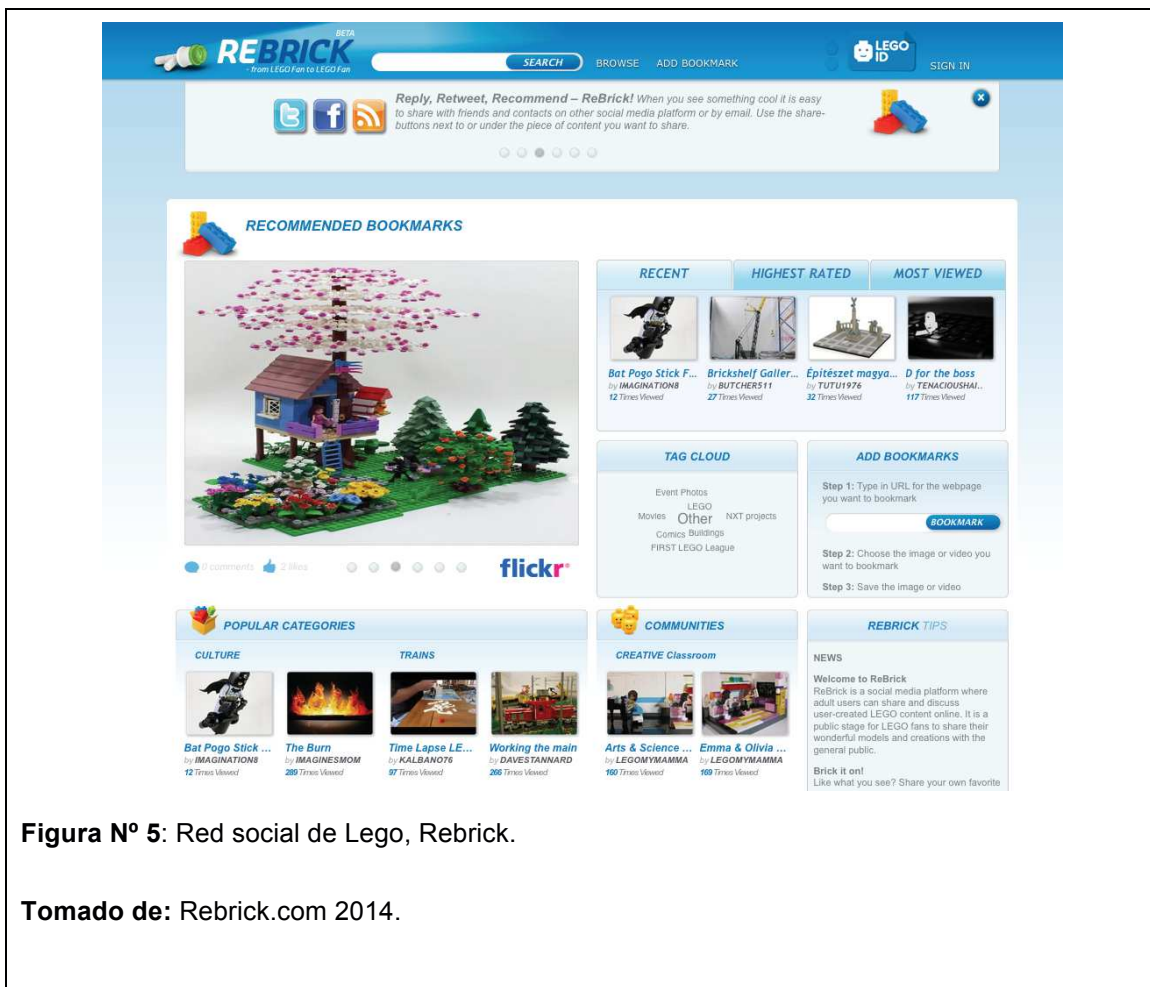 BETA
REBRICK
- from LEGO Fan to LEGO Fan
SEARCH
BROWSE
ADD BOOKMARK
LEGO
ID
SIGN IN
Reply, Retweet, Recommend – ReBrick! When you see something cool it is easy
to share with friends and contacts on other social media platform or by email. Use the share-
buttons next to or under the piece of content you want to share.
RECOMMENDED BOOKMARKS
0 comments
2 likes
flickr
RECENT
HIGHEST RATED
MOST VIEWED
Bat Pogo Stick F...
by IMAGINATION8
12 Times Viewed
Brickshelf Galler...
by BUTCHER511
27 Times Viewed
Építészet magya...
by TUTU1976
32 Times Viewed
D for the boss
by TENACIOUSHAI..
117 Times Viewed
TAG CLOUD
Event Photos
LEGO
Movies Other NXT projects
Comics Buildings
FIRST LEGO League
ADD BOOKMARKS
Step 1: Type in URL for the webpage
you want to bookmark
BOOKMARK
Step 2: Choose the image or video you
want to bookmark
Step 3: Save the image or video
POPULAR CATEGORIES
CULTURE
TRAINS
Bat Pogo Stick ...
by IMAGINATION8
12 Times Viewed
The Burn
by IMAGINESMOM
289 Times Viewed
Time Lapse LE...
by KALBANO76
97 Times Viewed
Working the main
by DAVESTANNARD
266 Times Viewed
COMMUNITIES
CREATIVE Classroom
Arts & Science ...
by LEGOMYMAMMA
160 Times Viewed
Emma & Olivia ...
by LEGOMYMAMMA
169 Times Viewed
REBRICK TIPS
NEWS
Welcome to ReBrick
ReBrick is a social media platform where
adult users can share and discuss
user-created LEGO content online. It is a
public stage for LEGO fans to share their
wonderful models and creations with the
general public.
Brick it on!
Like what you see? Share your own favorite
Figura Nº 5: Red social de Lego, Rebrick.
Tomado de: Rebrick.com 2014.